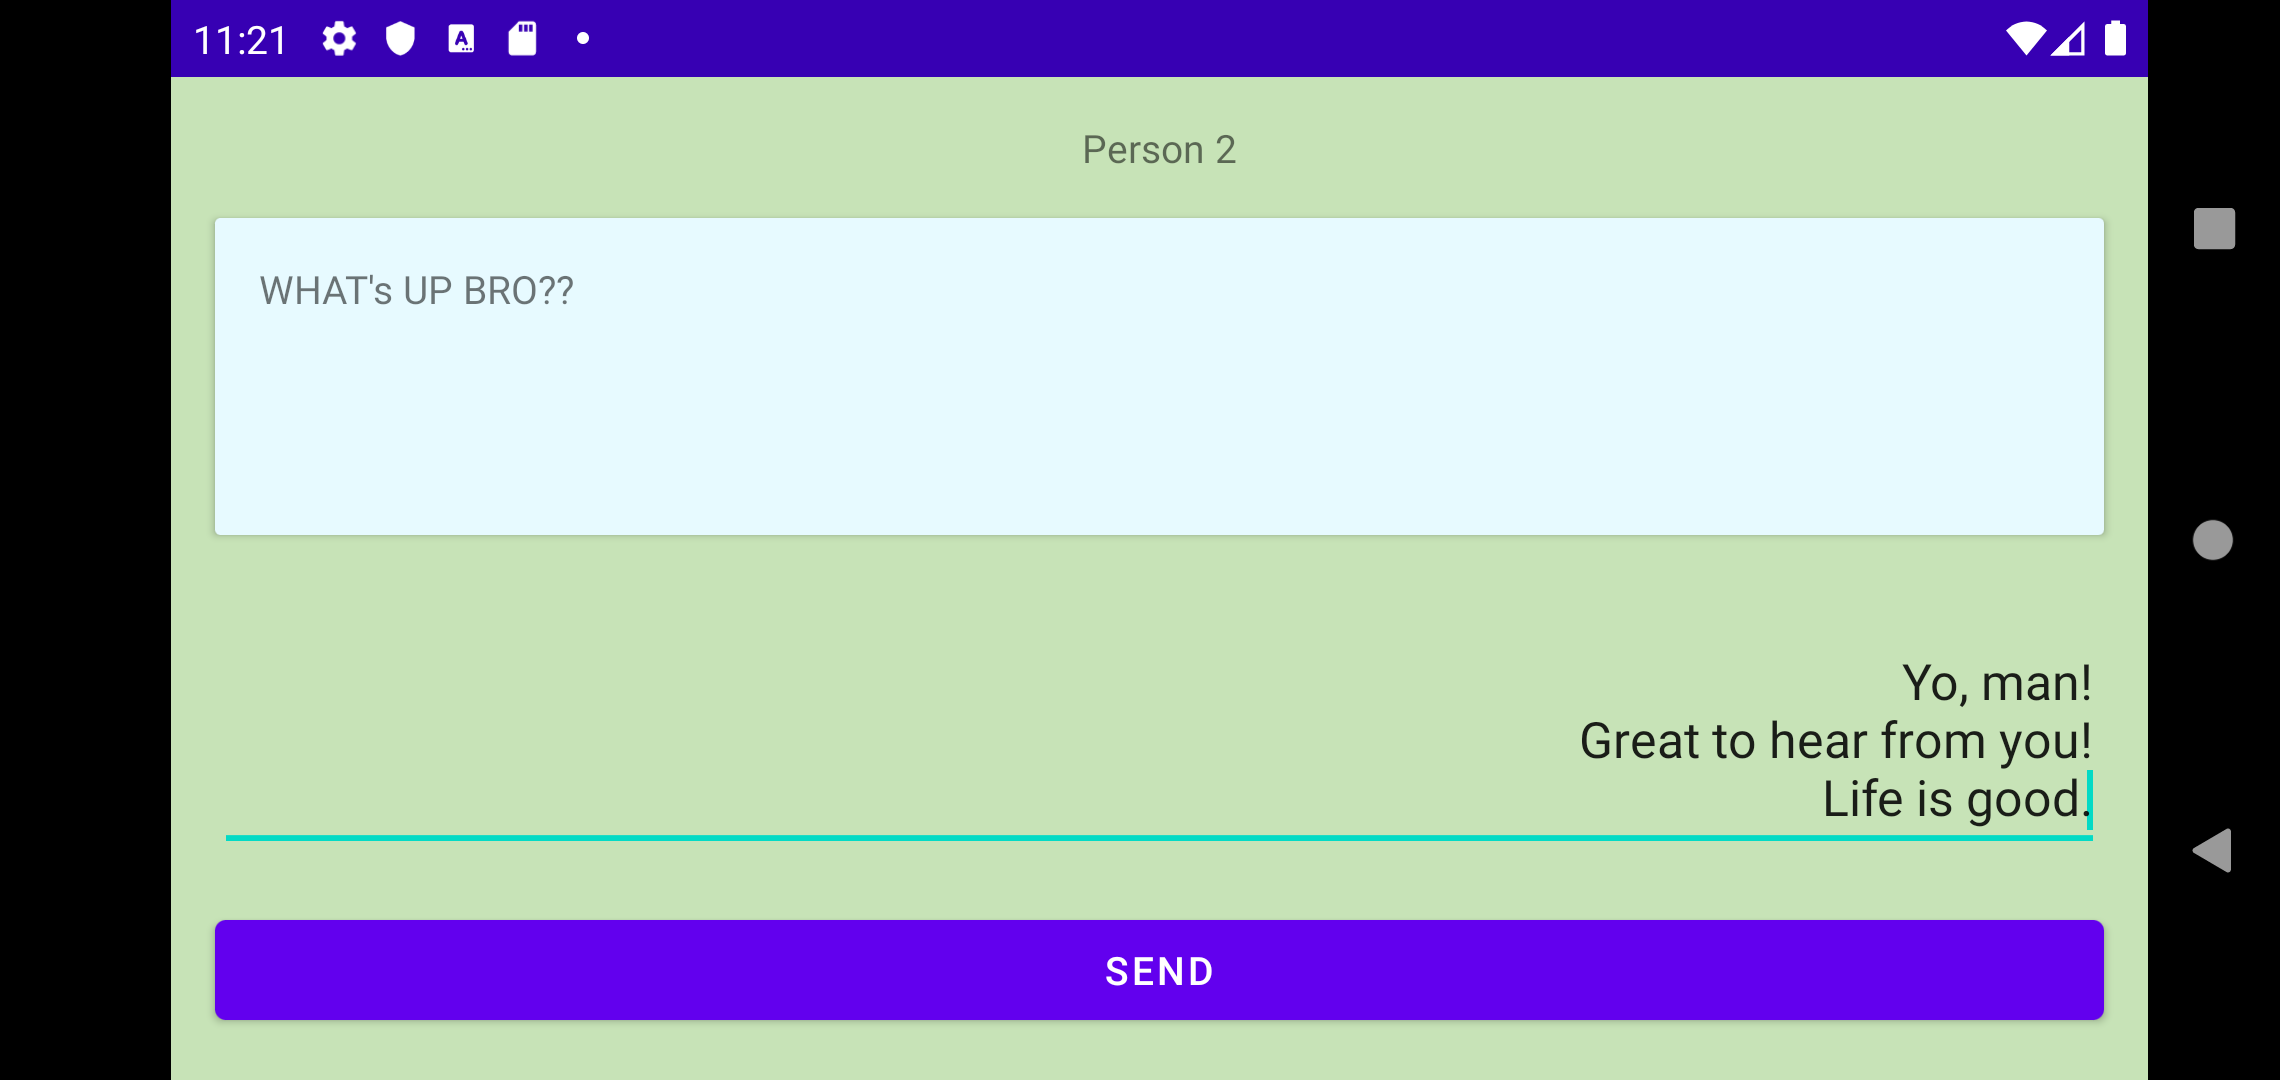 11:21
Person 2
WHAT's UP BRO??
Yo, man!
Great to hear from you!
Life is good.
SEND